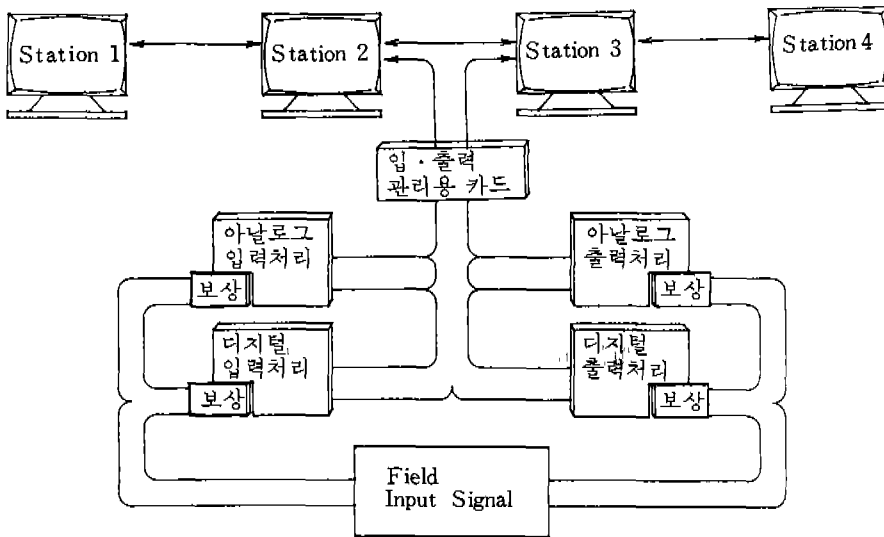 Station 1
Station 2
Station 3
Station 4
입·출력
관리용 카드
아날로그
입력처리
보상
아날로그
출력처리
보상
디지털
입력처리
보상
디지털
출력처리
보상
Field
Input Signal